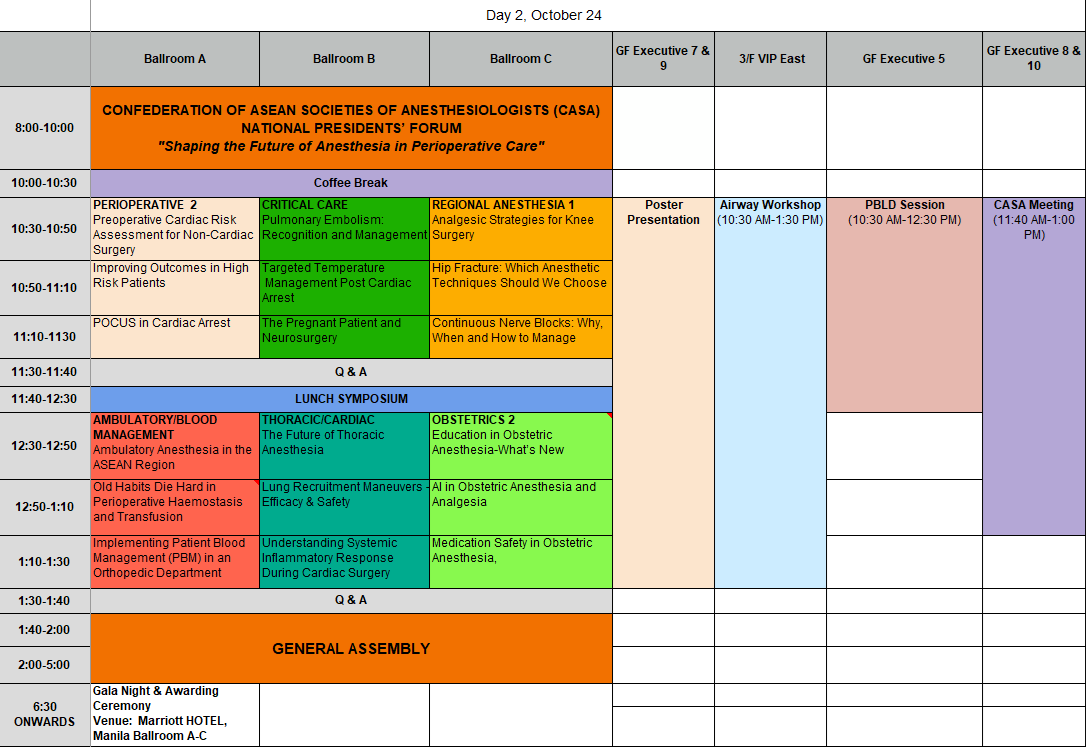 Day 2, October 24
Ballroom A
Ballroom B
Ballroom C
GF Executive 7 &
9
3/F VIP East
GF Executive 5
GF Executive 8 &
10
8:00-10:00
CONFEDERATION OF ASEAN SOCIETIES OF ANESTHESIOLOGISTS (CASA)
NATIONAL PRESIDENTS’ FORUM
"Shaping the Future of Anesthesia in Perioperative Care"
10:00-10:30
Coffee Break
10:30-10:50
PERIOPERATIVE 2
Preoperative Cardiac Risk
Assessment for Non-Cardiac
Surgery
CRITICAL CARE
Pulmonary Embolism:
Recognition and Management
REGIONAL ANESTHESIA 1
Analgesic Strategies for Knee
Surgery
Poster
Presentation
Airway Workshop
(10:30 AM-1:30 PM)
PBLD Session
(10:30 AM-12:30 PM)
CASA Meeting
(11:40 AM-1:00
PM)
10:50-11:10
Improving Outcomes in High
Risk Patients
Targeted Temperature
Management Post Cardiac
Arrest
Hip Fracture: Which Anesthetic
Techniques Should We Choose
11:10-1130
POCUS in Cardiac Arrest
The Pregnant Patient and
Neurosurgery
Continuous Nerve Blocks: Why,
When and How to Manage
11:30-11:40
Q & A
11:40-12:30
LUNCH SYMPOSIUM
12:30-12:50
AMBULATORY/BLOOD
MANAGEMENT
Ambulatory Anesthesia in the
ASEAN Region
THORACIC/CARDIAC
The Future of Thoracic
Anesthesia
OBSTETRICS 2
Education in Obstetric
Anesthesia-What’s New
12:50-1:10
Old Habits Die Hard in
Perioperative Haemostasis
and Transfusion
Lung Recruitment Maneuvers -
Efficacy & Safety
AI in Obstetric Anesthesia and
Analgesia
1:10-1:30
Implementing Patient Blood
Management (PBM) in an
Orthopedic Department
Understanding Systemic
Inflammatory Response
During Cardiac Surgery
Medication Safety in Obstetric
Anesthesia,
1:30-1:40
Q & A
1:40-2:00
GENERAL ASSEMBLY
2:00-5:00
6:30
ONWARDS
Gala Night & Awarding
Ceremony
Venue: Marriott HOTEL,
Manila Ballroom A-C